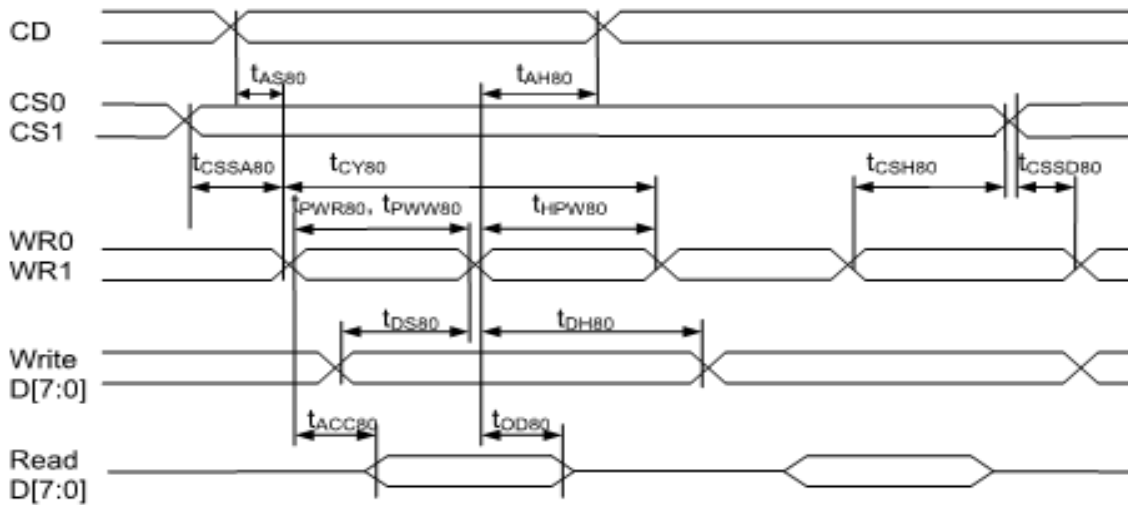 CD
tAS80
tAH80
CS0
CS1
tCSSA80
tCY80
tCSH80
tCSSD80
tPWR80, tPWW80
tHPW80
WR0
WR1
tDS80
tDH80
Write
D[7:0]
tACC80
tOD80
Read
D[7:0]